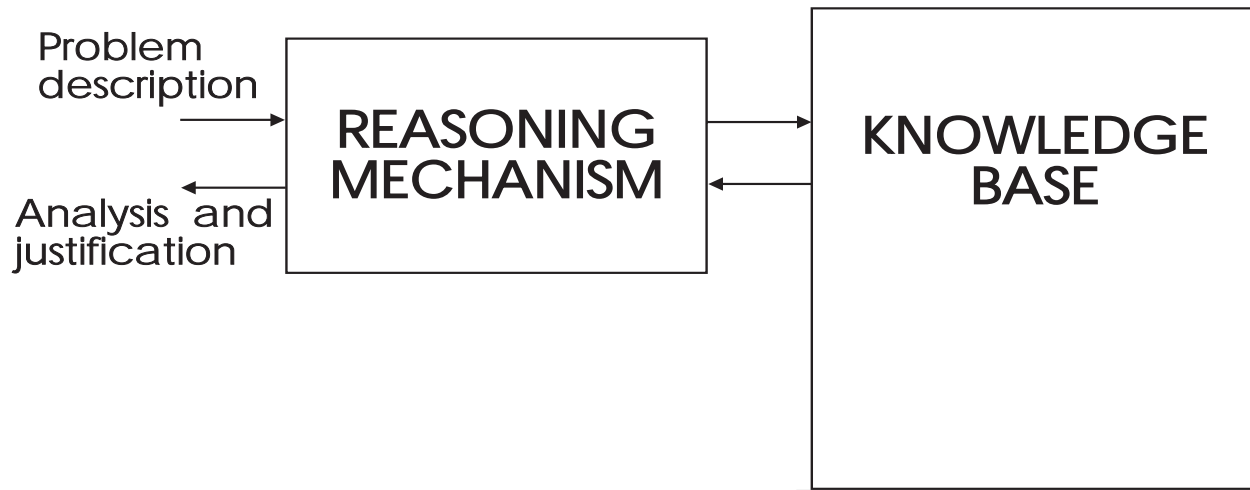 Problem
description
REASONING
MECHANISM
KNOWLEDGE
BASE
Analysis and
justification